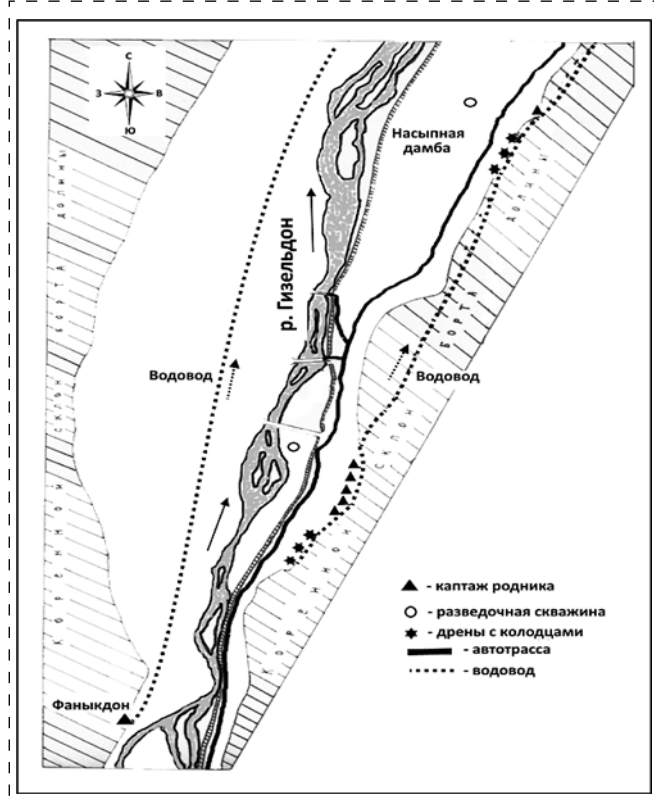 С
З В
Ю
Насыпная
дамба
р. Гизельдон
Водовод
Водовод
КОРЕННОЙ СКЛОН БОРТА ДОЛИНЫ
КОРЕННОЙ СКЛОН БОРТА ДОЛИНЫ
Фаныкдон
- каптаж родника
- разведочная скважина
- дрены с колодцами
- автотрасса
- водовод